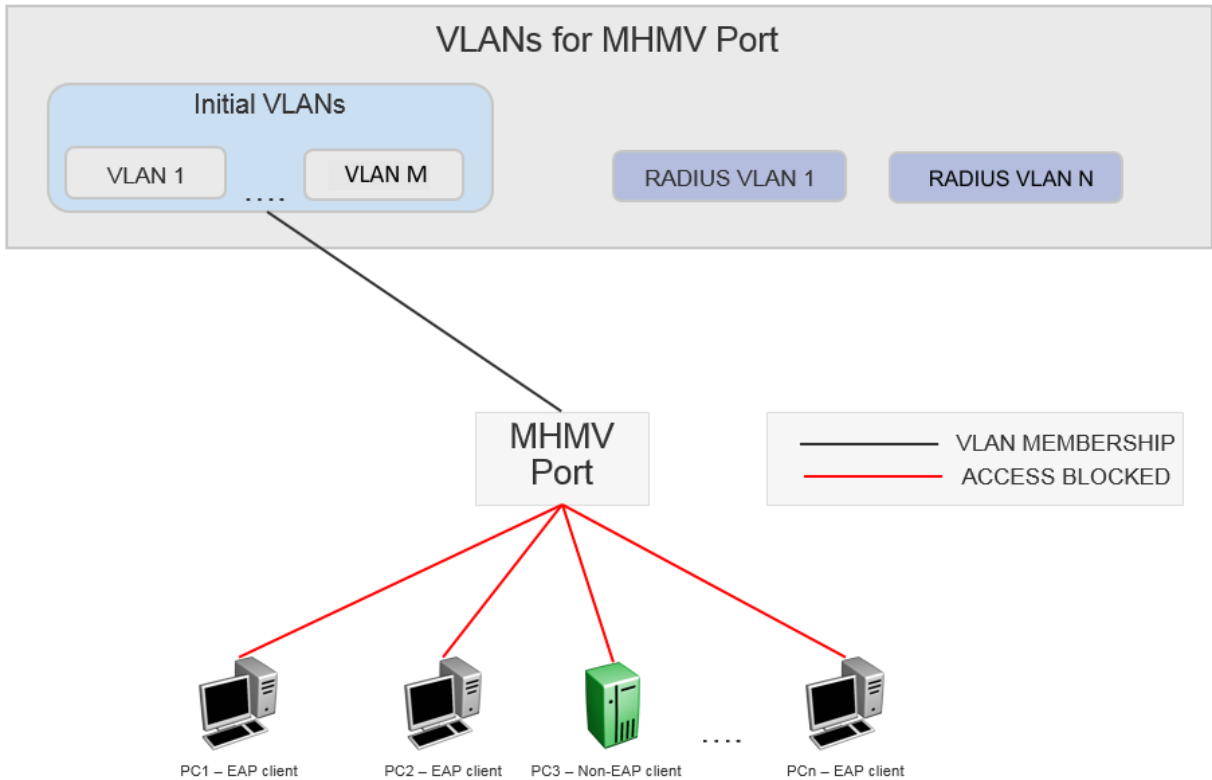 VLANs for MHMV Port
Initial VLANs
VLAN 1
....
VLAN M
RADIUS VLAN 1
RADIUS VLAN N
MHMV
Port
VLAN MEMBERSHIP
ACCESS BLOCKED
PC1 – EAP client
PC2 – EAP client
PC3 – Non-EAP client
....
PCn – EAP client